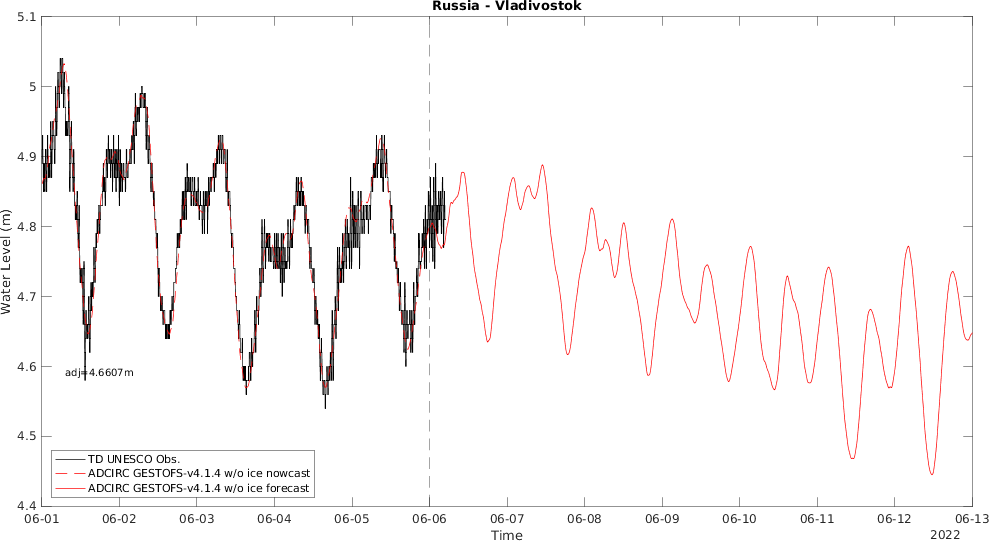 Russia - Vladivostok
5.1
5
4.9
4.8
4.7
4.6
4.5
4.4
Water Level (m)
adj=4.6607m
TD UNESCO Obs.
ADCIRC GESTOFS-v4.1.4 w/o ice nowcast
ADCIRC GESTOFS-v4.1.4 w/o ice forecast
06-01 06-02 06-03 06-04 06-05 06-06 06-07 06-08 06-09 06-10 06-11 06-12 06-13
Time
2022